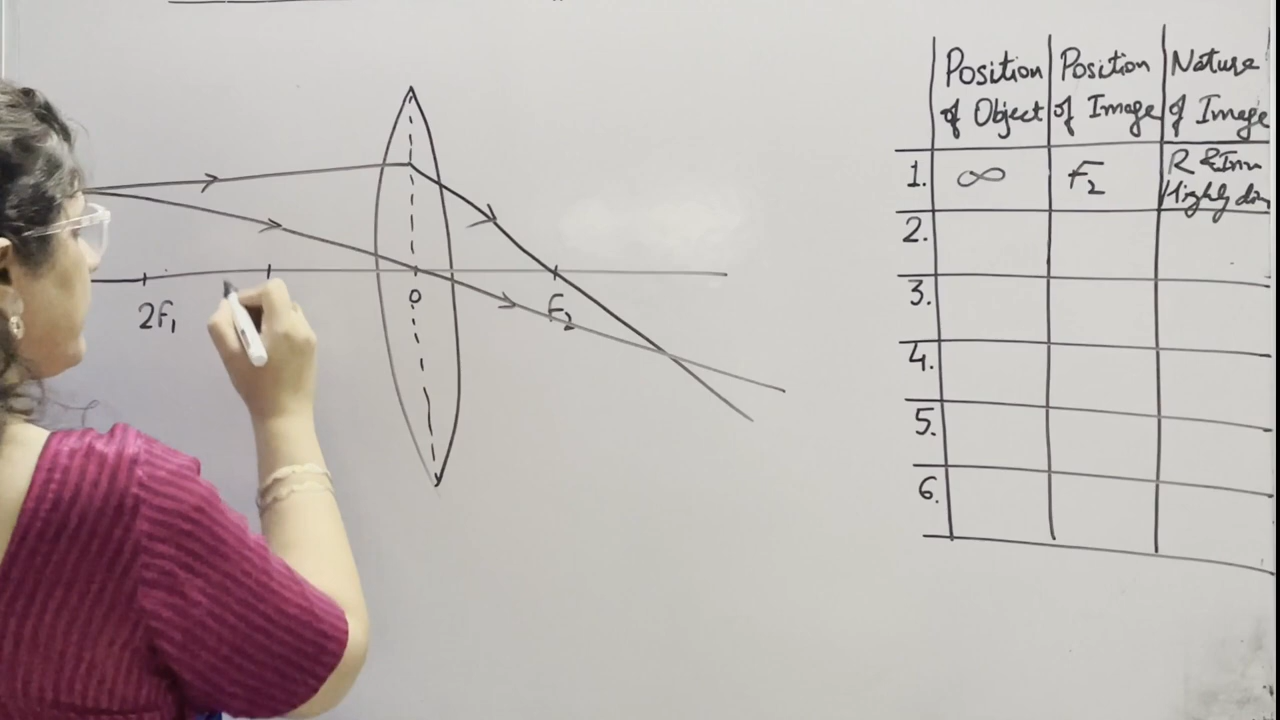 Position of Object
Position of Image
Nature of Image
1. ∞ F₂ R & Inv
Highly dim
2.
3.
4.
5.
6.
2F₁
O
F₂